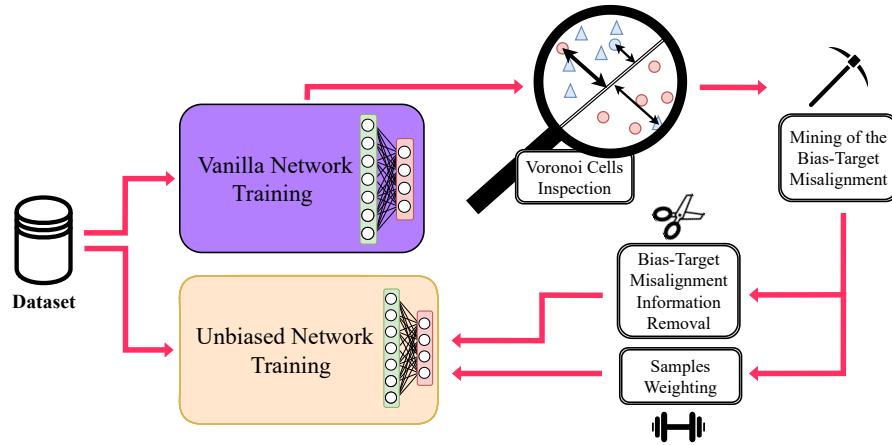 Vanilla Network
Training
Voronoi Cells
Inspection
Mining of the
Bias-Target
Misalignment
Dataset
Bias-Target
Misalignment
Information
Removal
Unbiased Network
Training
Samples
Weighting